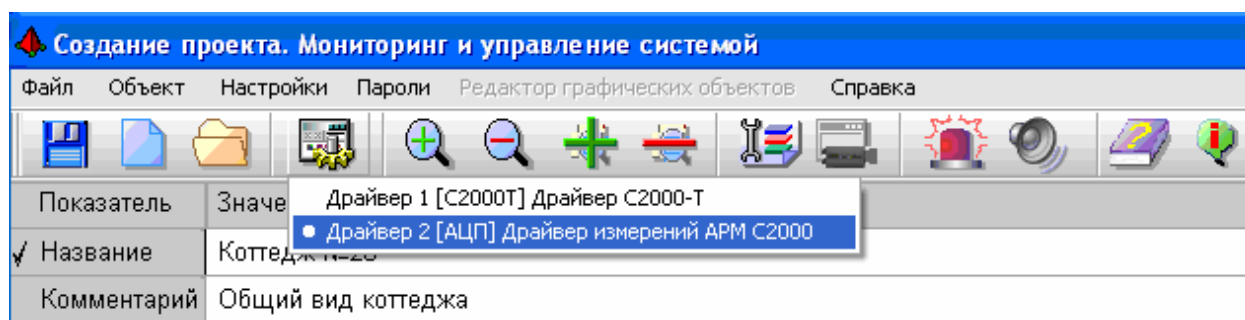 Создание проекта. Мониторинг и управление системой
Файл Объект Настройки Пароли Редактор графических объектов Справка
Показатель Значе
Драйвер 1 [С2000Т] Драйвер С2000-Т
Драйвер 2 [АЦП] Драйвер измерений АРМ С2000
Название Коттедж
Комментарий Общий вид коттеджа